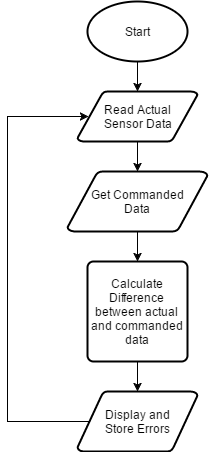 Start
Read Actual
Sensor Data
Get Commanded
Data
Calculate
Difference
between actual
and commanded
data
Display and
Store Errors